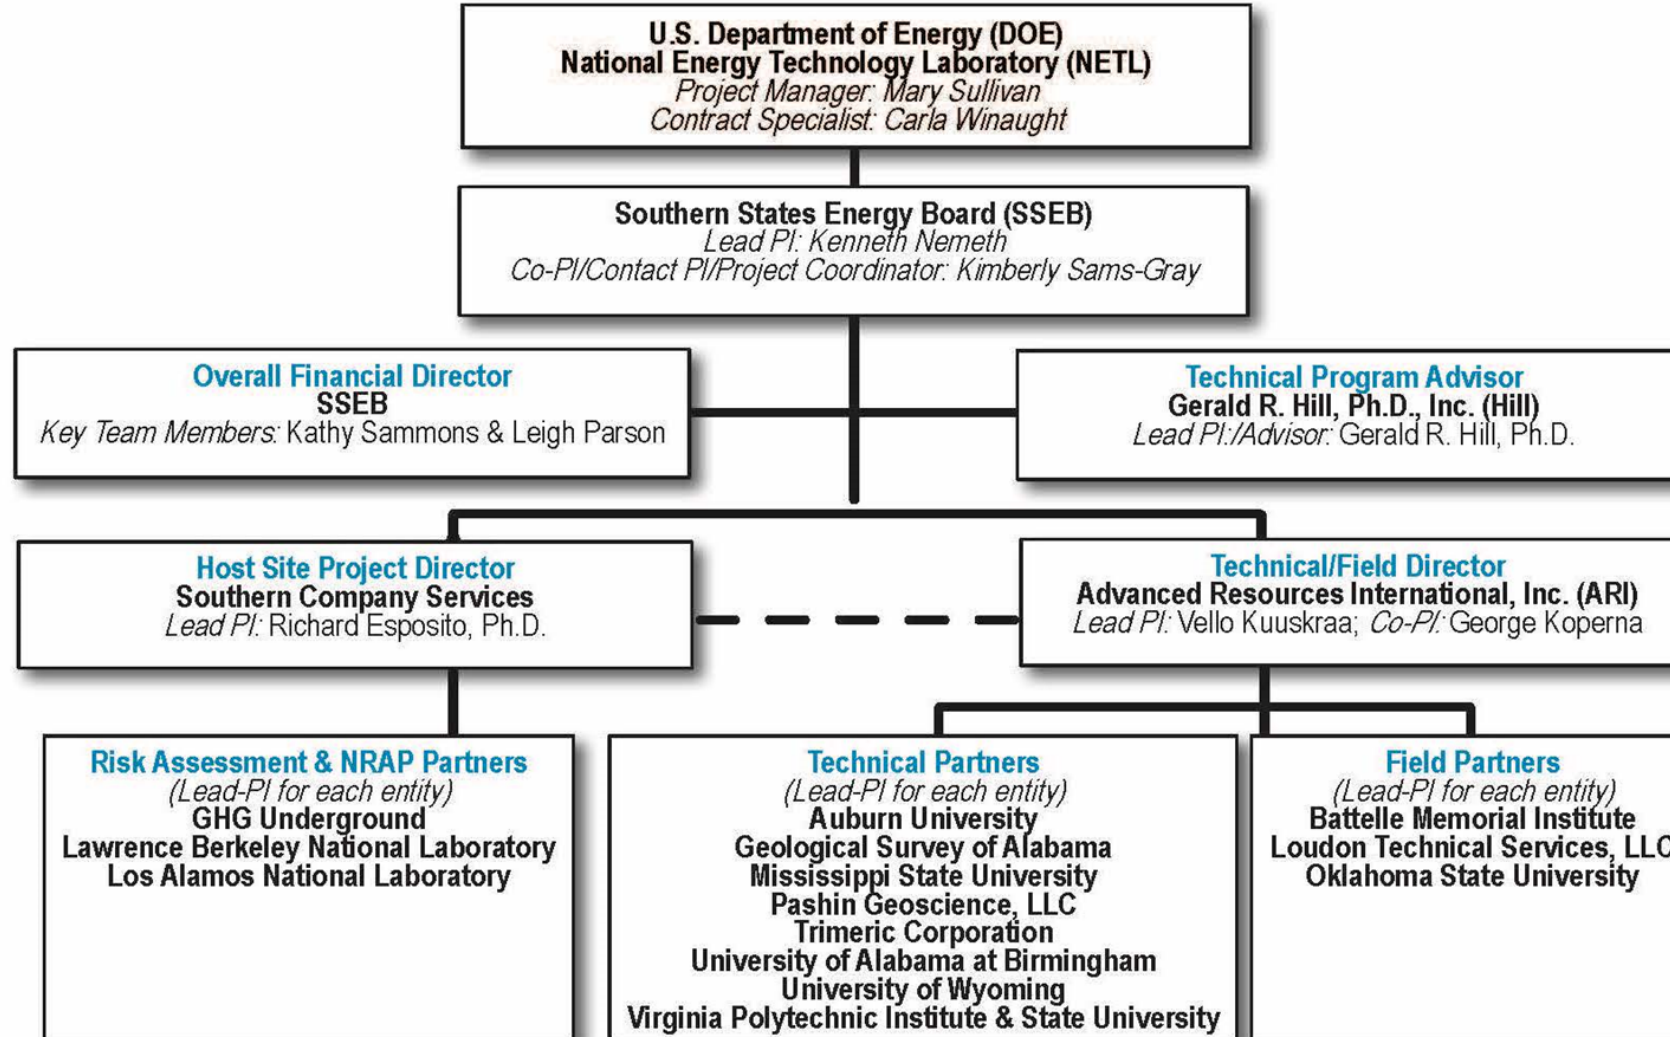 U.S. Department of Energy (DOE)
National Energy Technology Laboratory (NETL)
Project Manager: Mary Sullivan
Contract Specialist: Carla Winaught
Southern States Energy Board (SSEB)
Lead PI: Kenneth Nemeth
Co-PI/Contact PI/Project Coordinator: Kimberly Sams-Gray
Overall Financial Director
SSEB
Key Team Members: Kathy Sammons & Leigh Parson
Technical Program Advisor
Gerald R. Hill, Ph.D., Inc. (Hill)
Lead PI:/Advisor: Gerald R. Hill, Ph.D.
Host Site Project Director
Southern Company Services
Lead PI: Richard Esposito, Ph.D.
Technical/Field Director
Advanced Resources International, Inc. (ARI)
Lead PI: Vello Kuuskraa; Co-PI: George Koperna
Risk Assessment & NRAP Partners
(Lead-PI for each entity)
GHG Underground
Lawrence Berkeley National Laboratory
Los Alamos National Laboratory
Technical Partners
(Lead-PI for each entity)
Auburn University
Geological Survey of Alabama
Mississippi State University
Pashin Geoscience, LLC
Trimeric Corporation
University of Alabama at Birmingham
University of Wyoming
Virginia Polytechnic Institute & State University
Field Partners
(Lead-PI for each entity)
Battelle Memorial Institute
Loudon Technical Services, LLC
Oklahoma State University